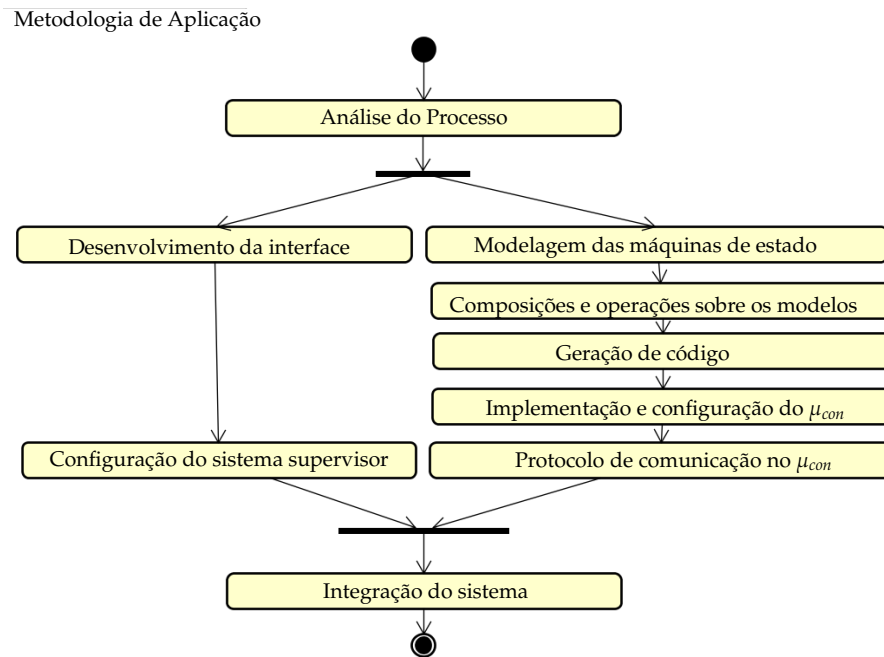 Metodologia de Aplicação
Análise do Processo
Desenvolvimento da interface
Modelagem das máquinas de estado
Composições e operações sobre os modelos
Geração de código
Implementação e configuração do μcon
Configuração do sistema supervisor
Protocolo de comunicação no μcon
Integração do sistema